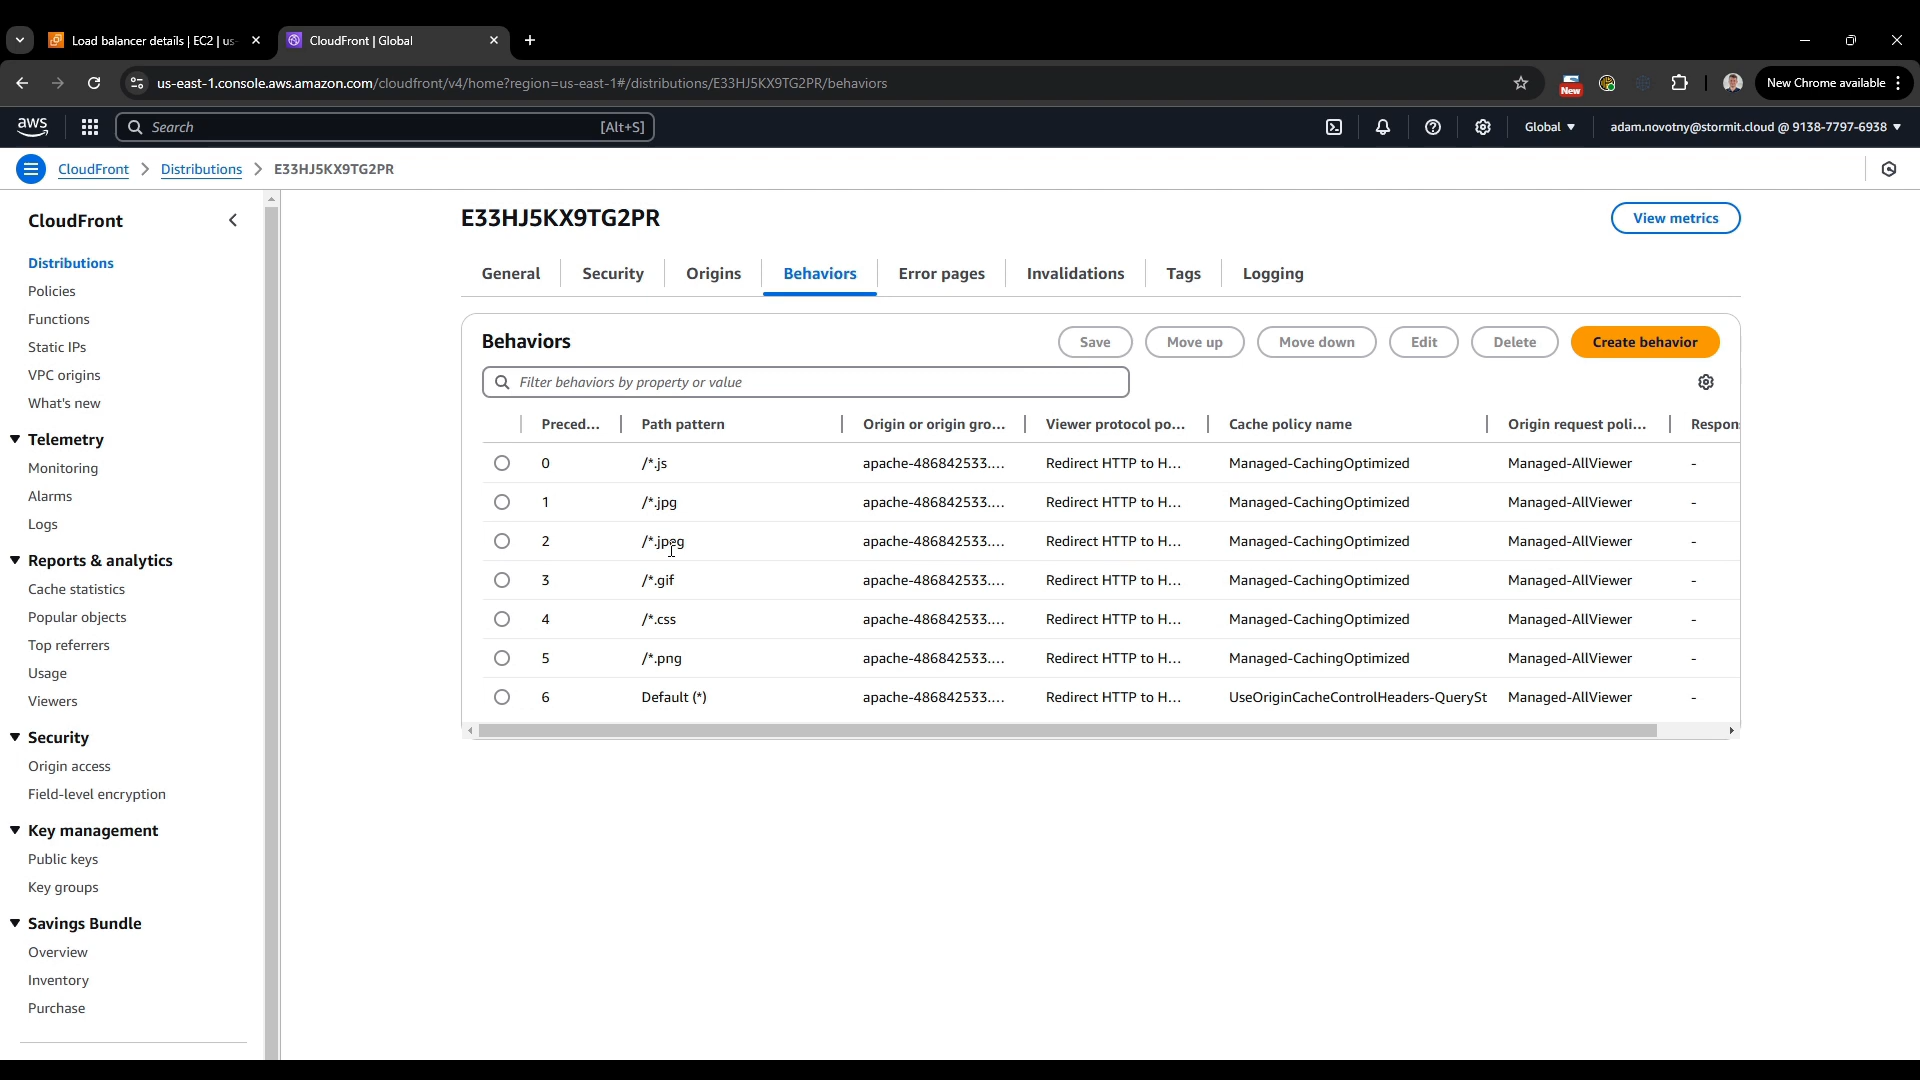 Load balancer details | EC2 | us-
CloudFront | Global
us-east-1.console.aws.amazon.com/cloudfront/v4/home?region=us-east-1#/distributions/E33HJ5KX9TG2PR/behaviors
New
New Chrome available
aws
Search
[Alt+S]
Global
adam.novotny@stormit.cloud @ 9138-7797-6938
CloudFront
Distributions
E33HJ5KX9TG2PR
CloudFront
Distributions
Policies
Functions
Static IPs
VPC origins
What's new
Telemetry
Monitoring
Alarms
Logs
Reports & analytics
Cache statistics
Popular objects
Top referrers
Usage
Viewers
Security
Origin access
Field-level encryption
Key management
Public keys
Key groups
Savings Bundle
Overview
Inventory
Purchase
E33HJ5KX9TG2PR
View metrics
General Security Origins Behaviors Error pages Invalidations Tags Logging
Behaviors
Save Move up Move down Edit Delete Create behavior
Filter behaviors by property or value
Preced... Path pattern Origin or origin gro... Viewer protocol po... Cache policy name Origin request poli... Respon
0 /*.js apache-486842533.... Redirect HTTP to H... Managed-CachingOptimized Managed-AllViewer -
1 /*.jpg apache-486842533.... Redirect HTTP to H... Managed-CachingOptimized Managed-AllViewer -
2 /*.jpeg apache-486842533.... Redirect HTTP to H... Managed-CachingOptimized Managed-AllViewer -
3 /*.gif apache-486842533.... Redirect HTTP to H... Managed-CachingOptimized Managed-AllViewer -
4 /*.css apache-486842533.... Redirect HTTP to H... Managed-CachingOptimized Managed-AllViewer -
5 /*.png apache-486842533.... Redirect HTTP to H... Managed-CachingOptimized Managed-AllViewer -
6 Default (*) apache-486842533.... Redirect HTTP to H... UseOriginCacheControlHeaders-QuerySt Managed-AllViewer -